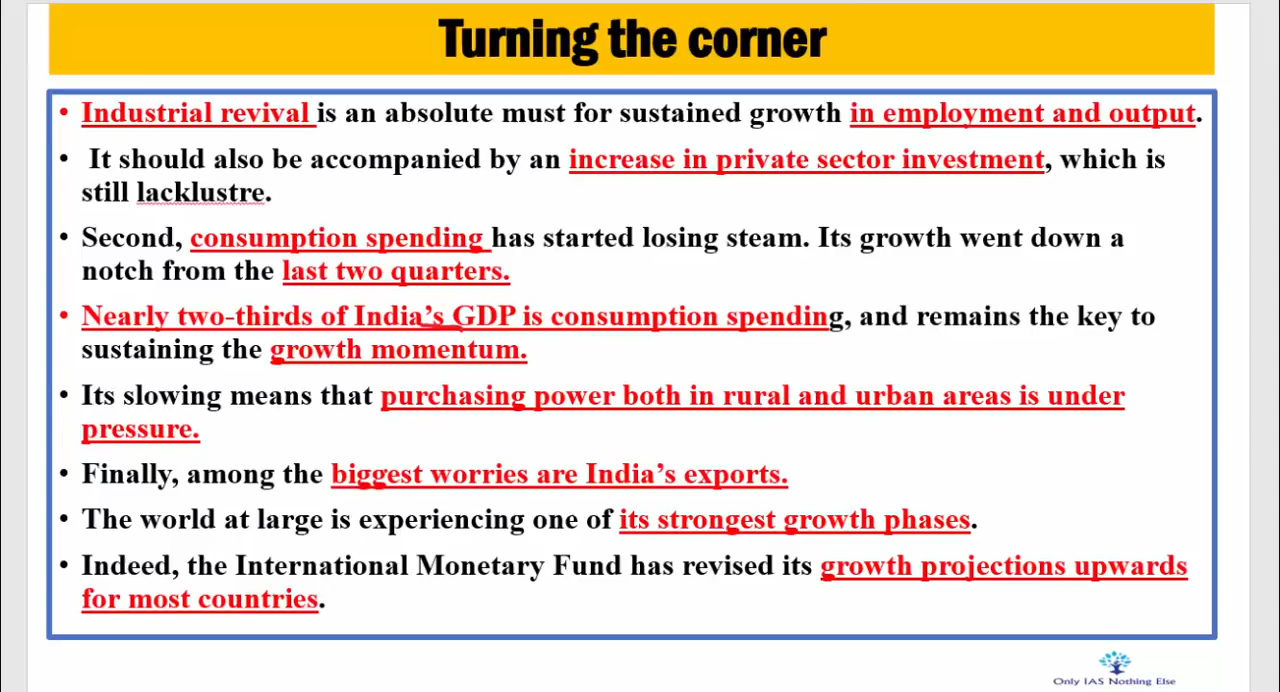 Turning the corner
• Industrial revival is an absolute must for sustained growth in employment and output.
• It should also be accompanied by an increase in private sector investment, which is
still lacklustre.
• Second, consumption spending has started losing steam. Its growth went down a
notch from the last two quarters.
• Nearly two-thirds of India’s GDP is consumption spending, and remains the key to
sustaining the growth momentum.
• Its slowing means that purchasing power both in rural and urban areas is under
pressure.
• Finally, among the biggest worries are India’s exports.
• The world at large is experiencing one of its strongest growth phases.
• Indeed, the International Monetary Fund has revised its growth projections upwards
for most countries.
Only IAS Nothing Else